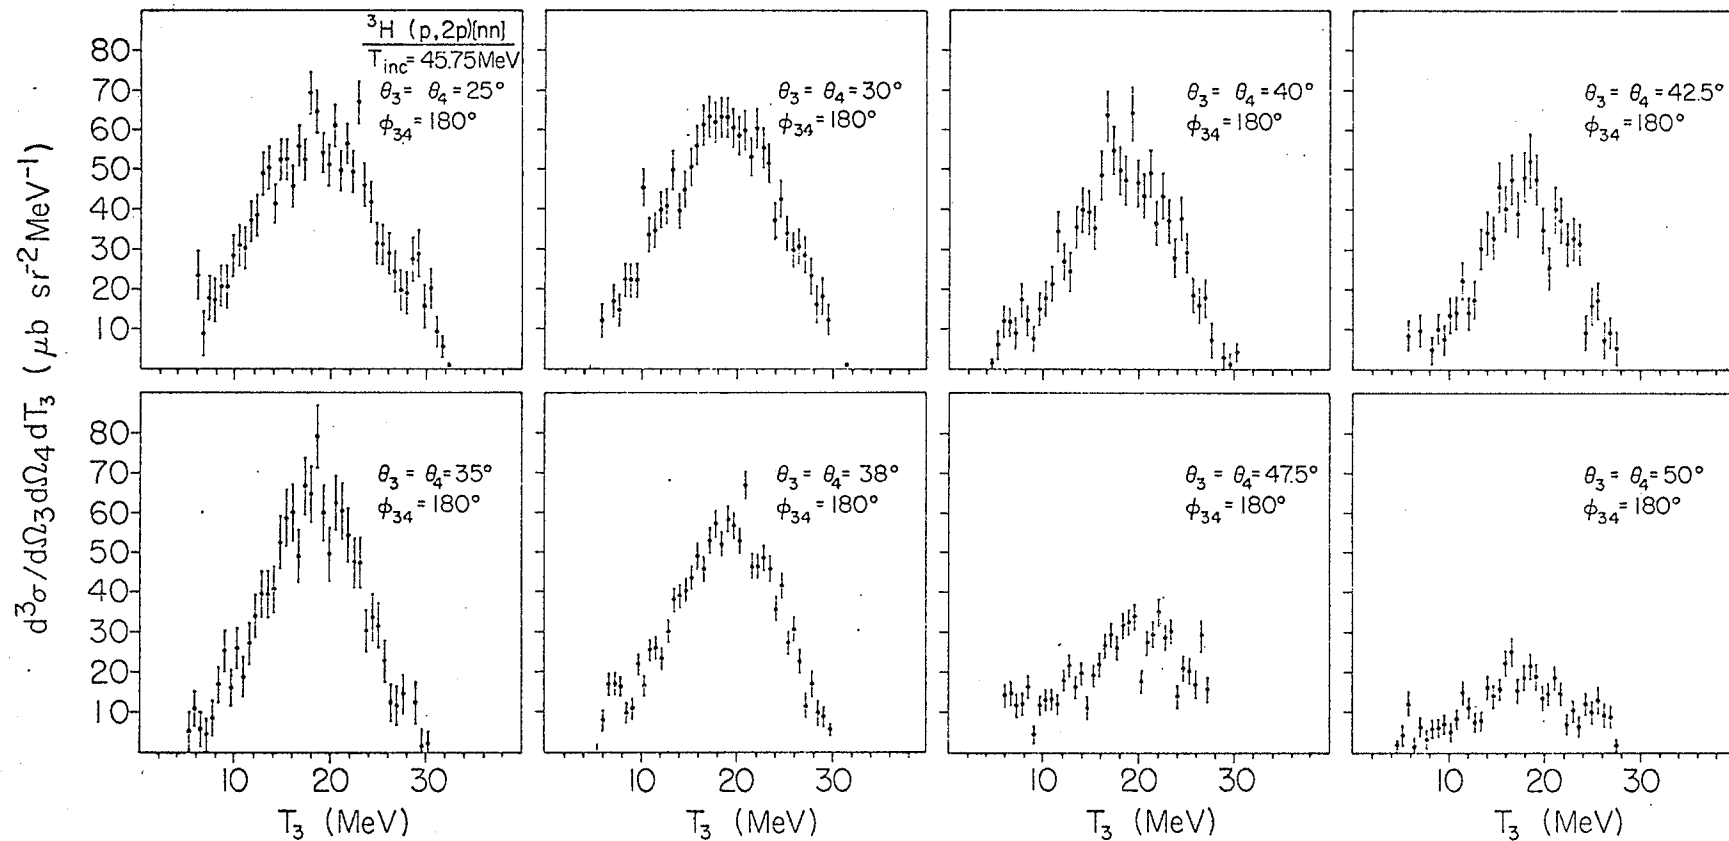 d³σ/dΩ₃dΩ₄dT₃ (μb sr⁻²MeV⁻¹)
³H (p,2p)[nn]
T_inc= 45.75MeV
θ₃= θ₄= 25°
ϕ₃₄= 180°
θ₃= θ₄= 30°
ϕ₃₄= 180°
θ₃= θ₄= 40°
ϕ₃₄= 180°
θ₃= θ₄= 42.5°
ϕ₃₄= 180°
80
70
60
50
40
30
20
10
θ₃= θ₄= 35°
ϕ₃₄= 180°
θ₃= θ₄= 38°
ϕ₃₄= 180°
θ₃= θ₄= 47.5°
ϕ₃₄= 180°
θ₃= θ₄= 50°
ϕ₃₄= 180°
80
70
60
50
40
30
20
10
10 20 30 10 20 30 10 20 30 10 20 30
T₃ (MeV) T₃ (MeV) T₃ (MeV) T₃ (MeV)